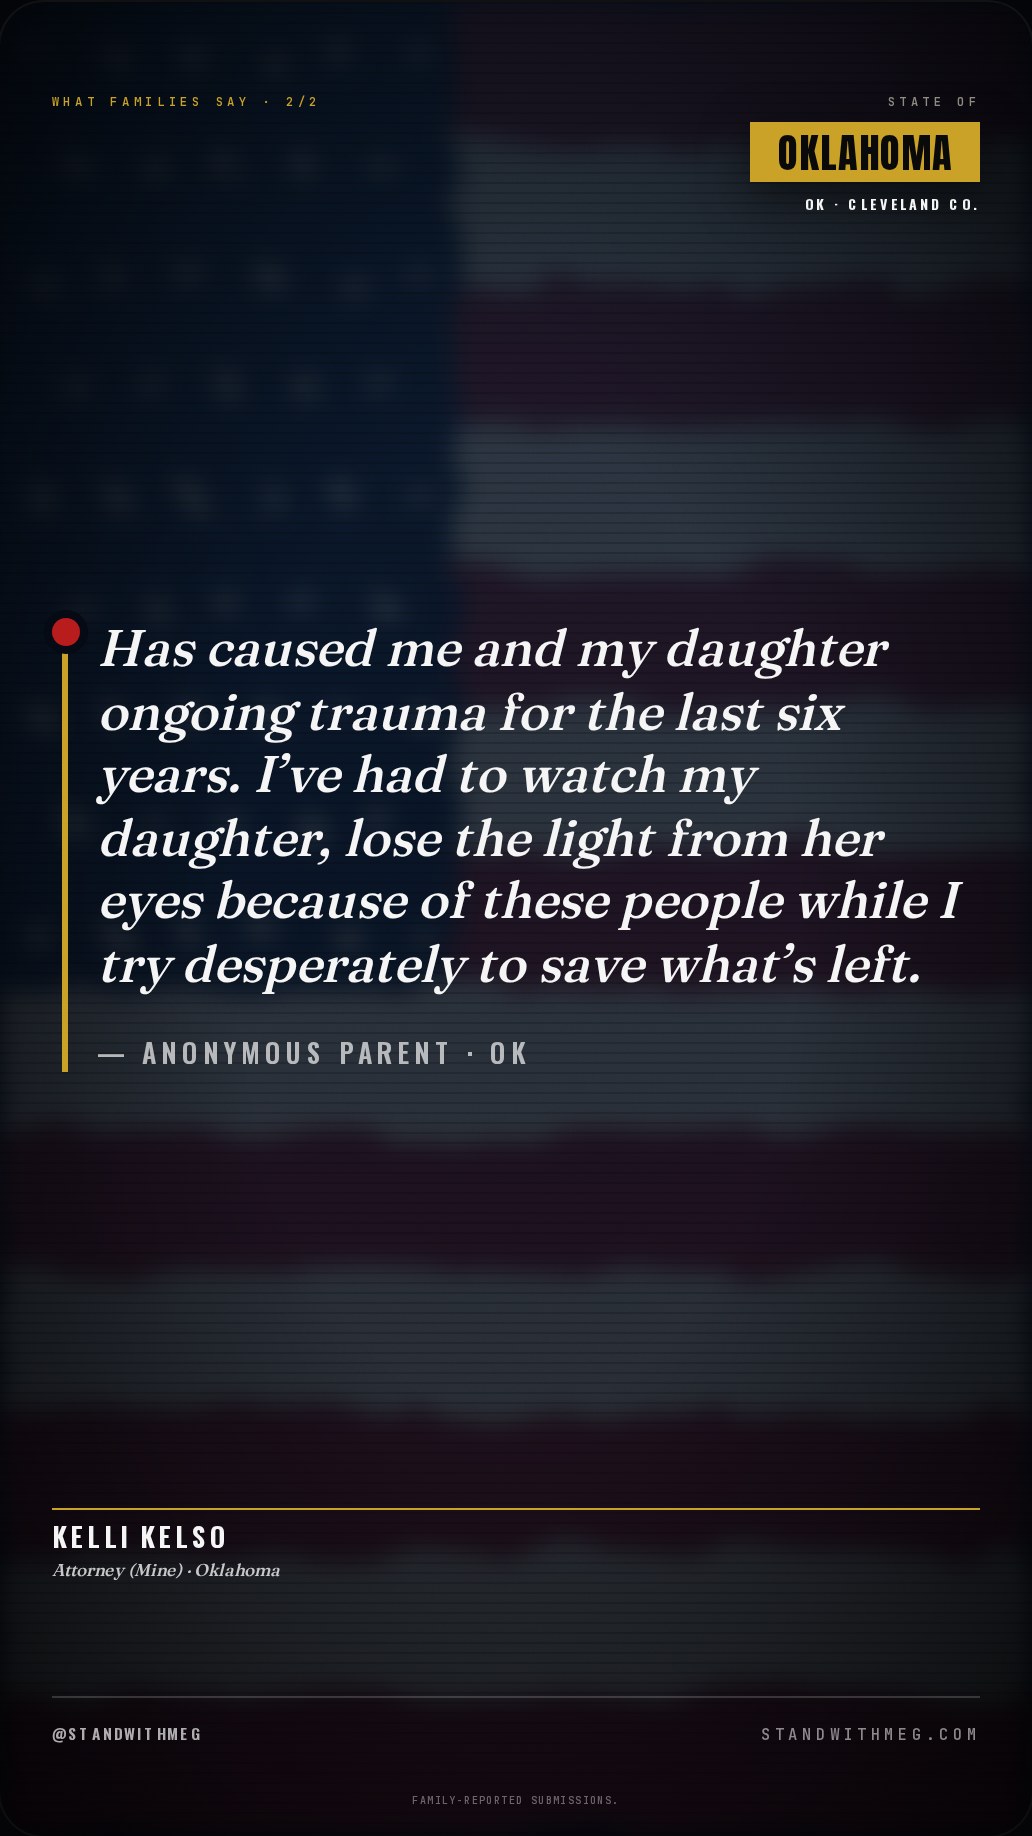 WHAT FAMILIES SAY · 2/2
STATE OF
OKLAHOMA
OK · CLEVELAND CO.
Has caused me and my daughter
ongoing trauma for the last six
years. I’ve had to watch my
daughter, lose the light from her
eyes because of these people while I
try desperately to save what’s left.
— ANONYMOUS PARENT · OK
KELLI KELSO
Attorney (Mine) · Oklahoma
@STANDWITHMEG
STANDWITHMEG.COM
FAMILY-REPORTED SUBMISSIONS.